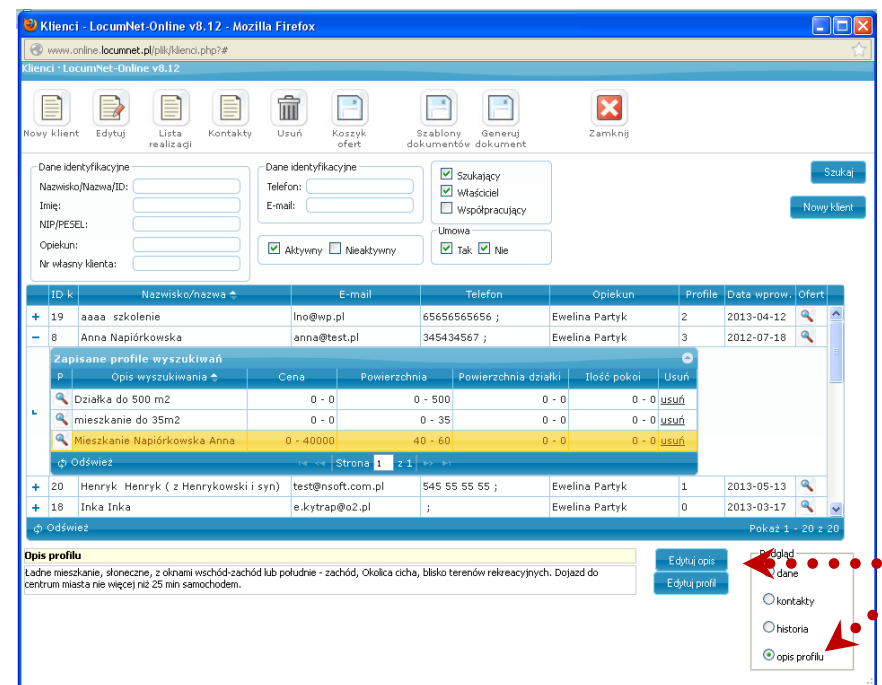 Klienci - LocumNet-Online v8.12 - Mozilla Firefox
www.online.locumnet.pl/plik/klienci.php?#
Klienci · LocumNet-Online v8.12
Nowy klient Edytuj Lista realizacji Kontakty Usuń Koszyk ofert Szablony dokumentów Generuj dokument Zamknij
Dane identyfikacyjne
Nazwisko/Nazwa/ID:
Imię:
NIP/PESEL:
Opiekun:
Nr własny klienta:
Dane identyfikacyjne
Telefon:
E-mail:
Aktywny Nieaktywny
Szukający
Właściciel
Współpracujący
Umowa
Tak Nie
Szukaj
Nowy klient
ID k Nazwisko/nazwa E-mail Telefon Opiekun Profile Data wprow. Ofert
+ 19 aaaa szkolenie lno@wp.pl 65656565656 ; Ewelina Partyk 2 2013-04-12
− 8 Anna Napiórkowska anna@test.pl 345434567 ; Ewelina Partyk 3 2012-07-18
Zapisane profile wyszukiwań
P Opis wyszukiwania Cena Powierzchnia Powierzchnia działki Ilość pokoi Usuń
Działka do 500 m2 0 - 0 0 - 500 0 - 0 0 - 0 usuń
mieszkanie do 35m2 0 - 0 0 - 35 0 - 0 0 - 0 usuń
Mieszkanie Napiórkowska Anna 0 - 40000 40 - 60 0 - 0 0 - 0 usuń
Odśwież Strona 1 z 1
+ 20 Henryk Henryk ( z Henrykowski i syn) test@nsoft.com.pl 545 55 55 55 ; Ewelina Partyk 1 2013-05-13
+ 18 Inka Inka e.kytrap@o2.pl ; Ewelina Partyk 0 2013-03-17
Odśwież Pokaż 1 - 20 z 20
Opis profilu
Ładne mieszkanie, słoneczne, z oknami wschód-zachód lub południe - zachód, Okolica cicha, blisko terenów rekreacyjnych. Dojazd do
centrum miasta nie więcej niż 25 min samochodem.
Edytuj opis
Edytuj profil
Podgląd
dane
kontakty
historia
opis profilu